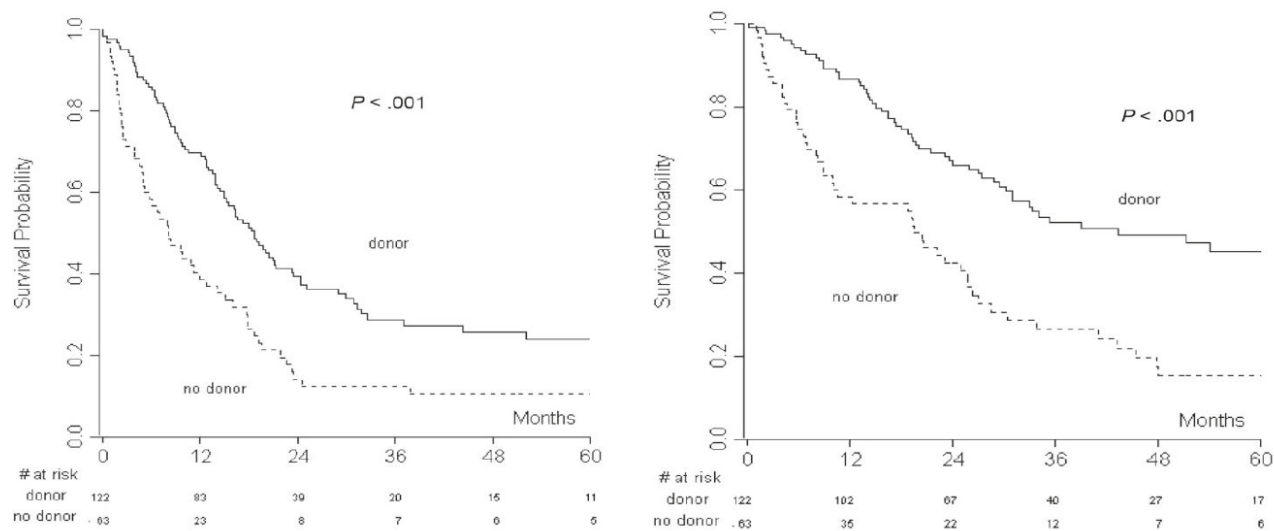 1.0
0.8
0.6
0.4
0.2
0.0
Survival Probability
P < .001
donor
no donor
Months
0 12 24 36 48 60
# at risk
donor 122 83 39 20 15 11
no donor 63 23 8 7 6 5
1.0
0.8
0.6
0.4
0.2
0.0
Survival Probability
P < .001
donor
no donor
Months
0 12 24 36 48 60
# at risk
donor 122 102 67 40 27 17
no donor 63 35 22 12 7 6